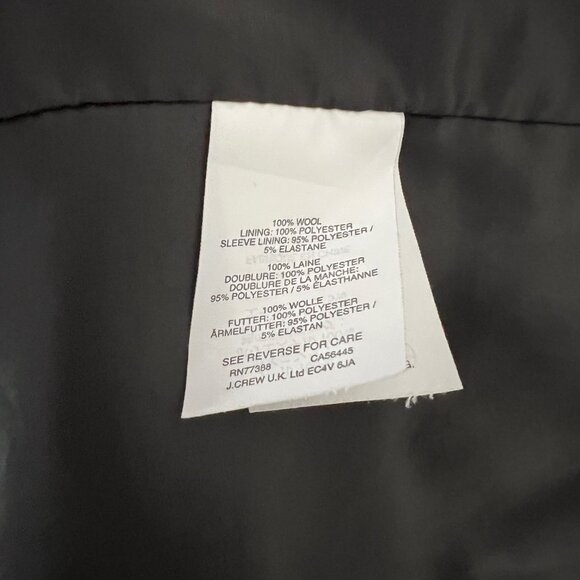 100% WOOL
LINING: 100% POLYESTER
SLEEVE LINING: 95% POLYESTER /
5% ELASTANE
100% LAINE
DOUBLURE: 100% POLYESTER
DOUBLURE DE LA MANCHE:
95% POLYESTER / 5% ÉLASTHANNE
100% WOLLE
FUTTER: 100% POLYESTER
ÄRMELFUTTER: 95% POLYESTER /
5% ELASTAN
SEE REVERSE FOR CARE
RN77388 CA56445
J.CREW U.K. Ltd EC4V 6JA
G.